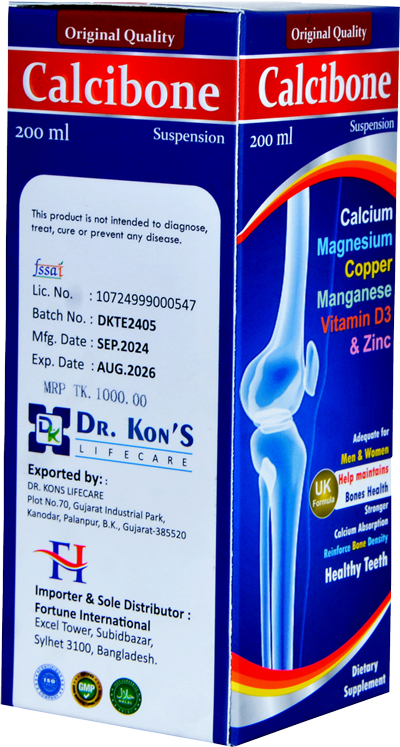 Original Quality
Calcibone
200 ml Suspension
This product is not intended to diagnose,
treat, cure or prevent any disease.
fssai
Lic. No. : 10724999000547
Batch No. : DKTE2405
Mfg. Date : SEP.2024
Exp. Date : AUG.2026
MRP TK. 1000.00
DK
DR. KON'S
LIFECARE
Exported by: :
DR. KONS LIFECARE
Plot No.70, Gujarat Industrial Park,
Kanodar, Palanpur, B.K., Gujarat-385520
FI
Importer & Sole Distributor :
Fortune International
Excel Tower, Subidbazar,
Sylhet 3100, Bangladesh.
ISO
GMP
HALAL
Original Quality
Calcibone
200 ml Suspension
Calcium
Magnesium
Copper
Manganese
Vitamin D3
& Zinc
Adequate for
Men & Women
UK
Formula
Help maintains
Bones Health
Stronger
Calcium Absorption
Reinforce Bone Density
Healthy Teeth
Dietary
Supplement